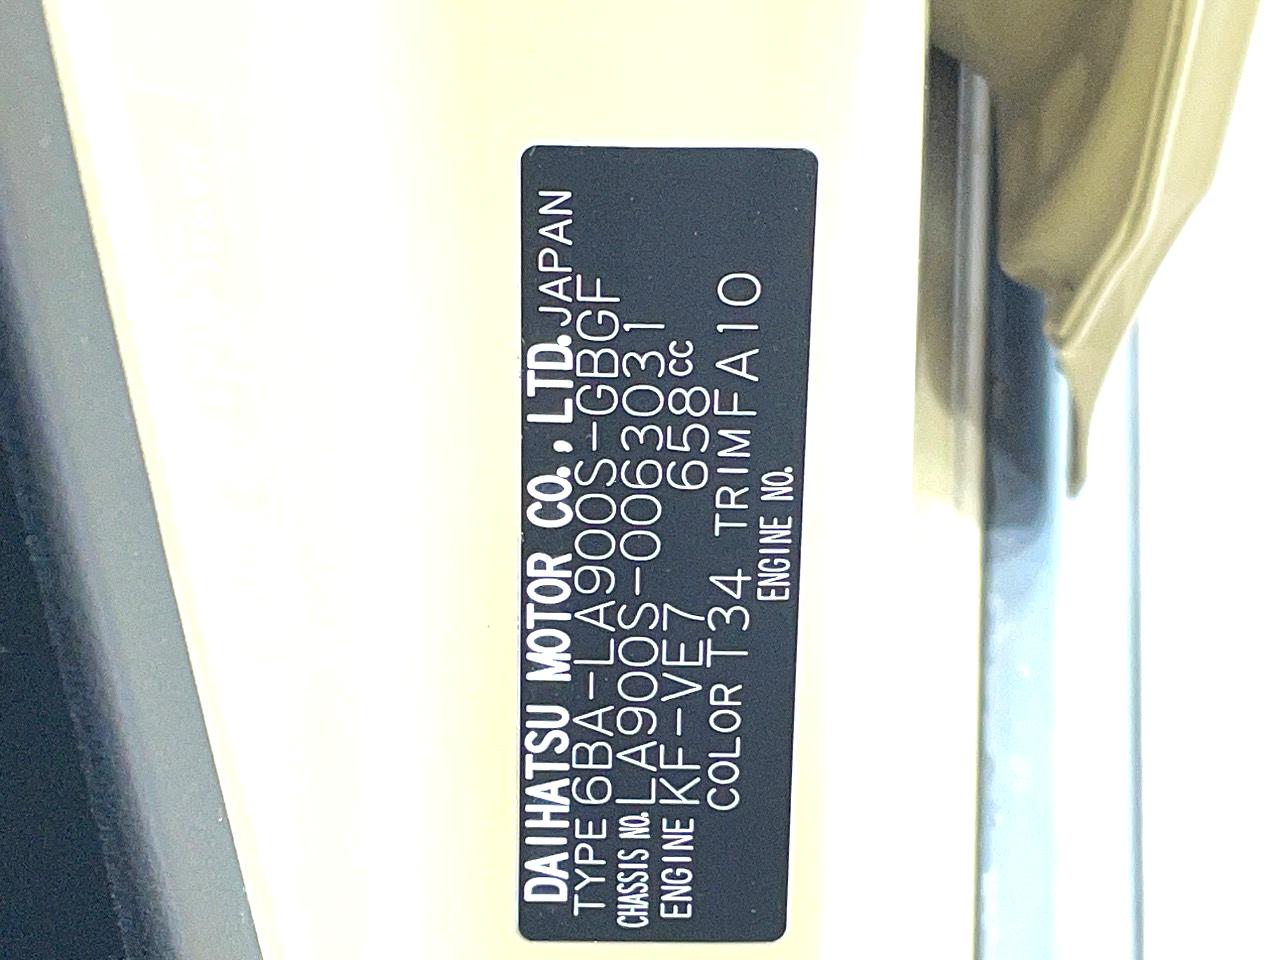 DAIHATSU MOTOR CO., LTD. JAPAN
TYPE 6BA-LA900S-GBGF
CHASSIS NO. LA900S-0063031
ENGINE KF-VE7 658cc
COLOR T34 TRIM FA10
ENGINE NO.